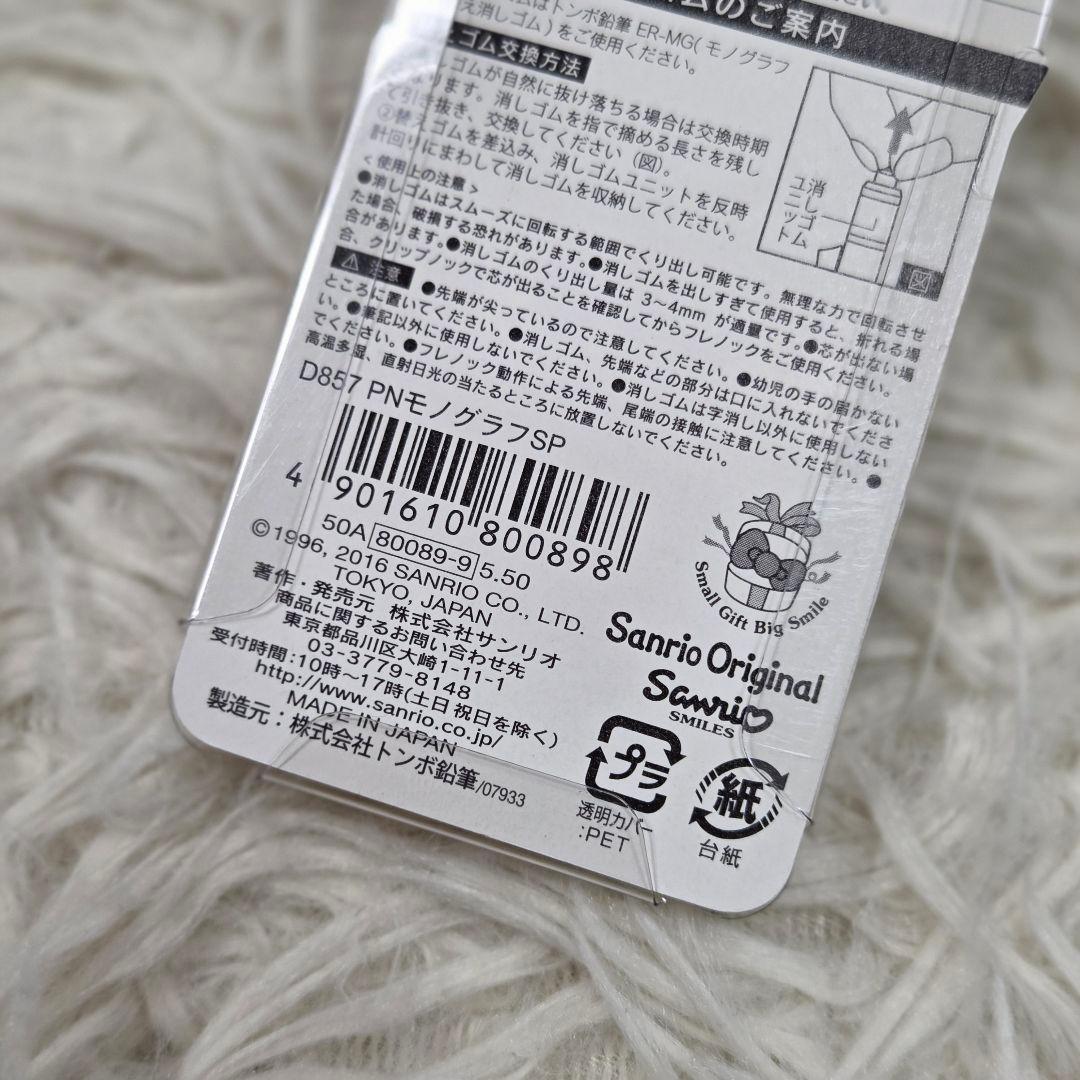 ムのご案内
ムはトンボ鉛筆 ER-MG(モノグラフ
え消しゴム)をご使用ください。
ゴム交換方法
ゴムが自然に抜け落ちる場合は交換時期
ります。消しゴムを指で摘める長さを残し
て引き抜き、交換してください（図）。
②替えゴムを差込み、消しゴムユニットを反時
計回りにまわして消しゴムを収納してください。
消しゴム
ユニット
図
<使用上の注意>
●消しゴムはスムーズに回転する範囲でくり出し可能です。無理な力で回転させ
た場合、破損する恐れがあります。●消しゴムを出しすぎて使用すると、折れる場
合があります。●消しゴムのくり出し量は 3~4mm が適量です。●芯が出ない場
合、クリップノックで芯が出ることを確認してからフレノックをご使用ください。
⚠ 注意 ●先端が尖っているので注意してください。●幼児の手の届かない
ところに置いてください。●消しゴム、先端などの部分は口に入れないでくださ
い。●筆記以外に使用しないでください。●消しゴムは字消し以外に使用しない
でください。●フレノック動作による先端、尾端の接触に注意してください。●
高温多湿、直射日光の当たるところに放置しないでください。
D857 PNモノグラフSP
4 901610 800898
50A 80089-9 5.50
©1996, 2016 SANRIO CO., LTD.
TOKYO, JAPAN
著作・発売元 株式会社サンリオ
商品に関するお問い合わせ先
東京都品川区大崎1-11-1
03-3779-8148
受付時間:10時~17時(土日祝日を除く)
http://www.sanrio.co.jp/
MADE IN JAPAN
製造元：株式会社トンボ鉛筆/07933
Small Gift Big Smile
Sanrio Original
Sanrio
SMILES
プラ
透明カバー
:PET
紙
台紙